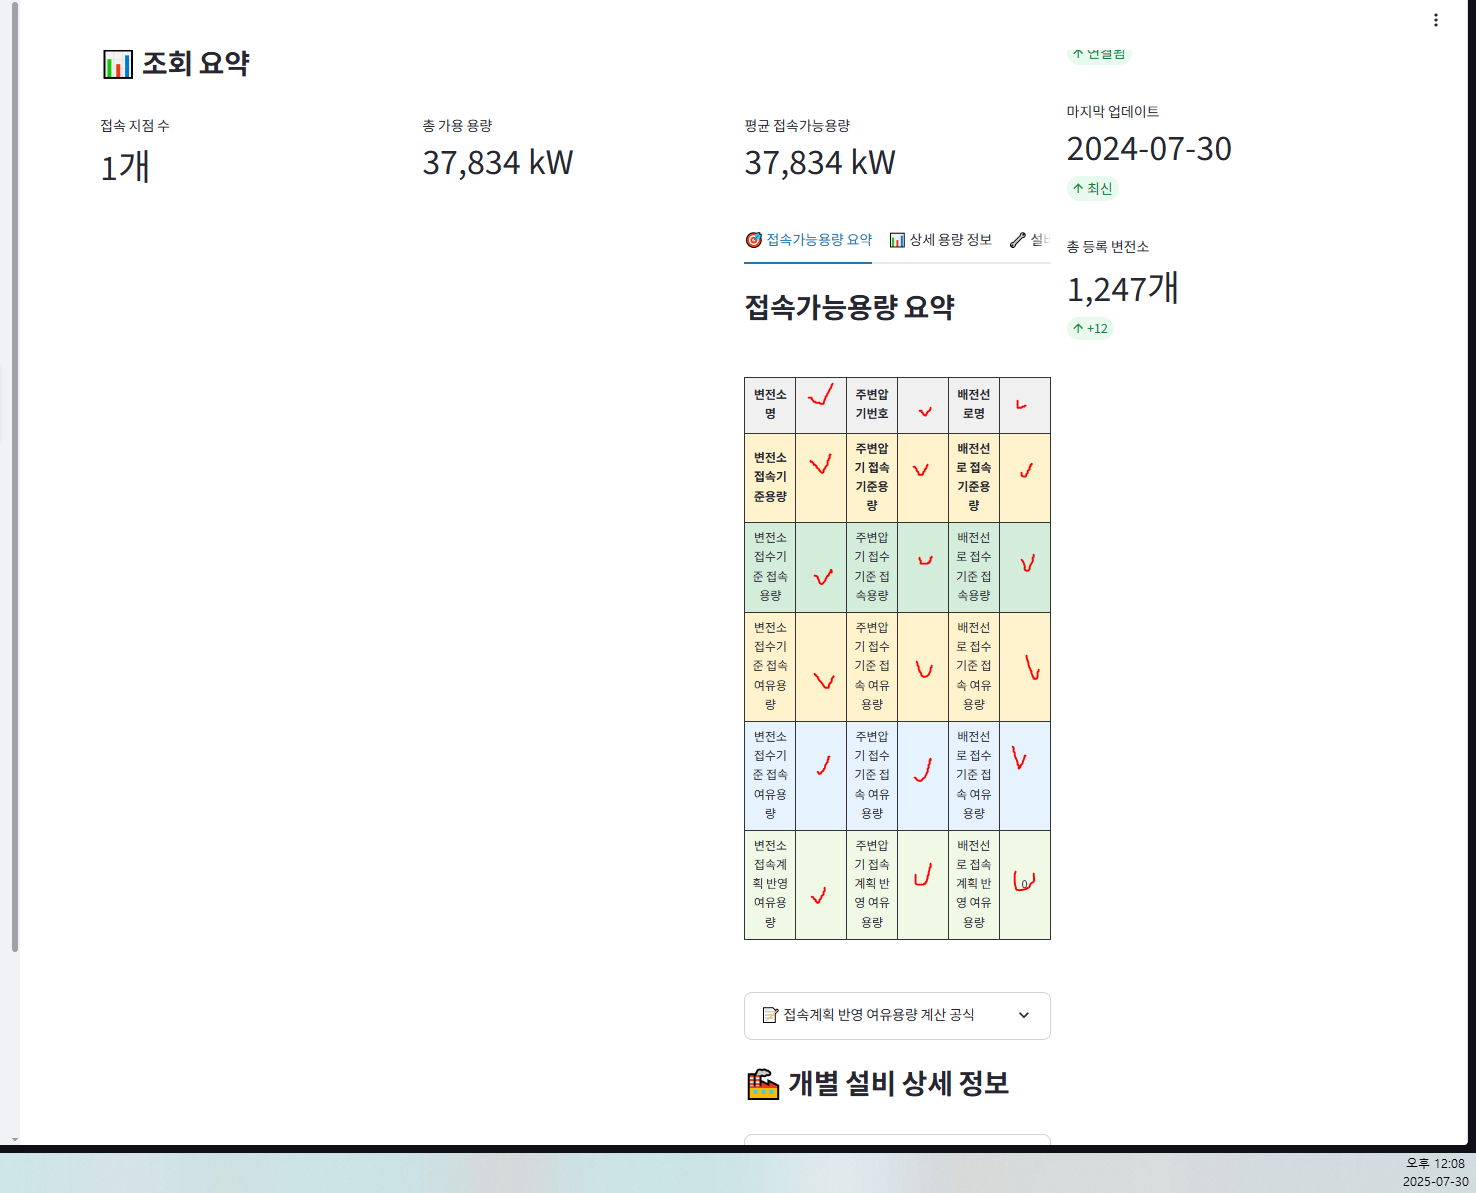 조회 요약
접속 지점 수
1개
총 가용 용량
37,834 kW
평균 접속가능용량
37,834 kW
↑ 연결됨
마지막 업데이트
2024-07-30
↑ 최신
총 등록 변전소
1,247개
↑ +12
접속가능용량 요약 상세 용량 정보 설비
접속가능용량 요약
변전소
명
주변압
기번호
배전선
로명
변전소
접속기
준용량
주변압
기 접속
기준용
량
배전선
로 접속
기준용
량
변전소
접수기
준 접속
용량
주변압
기 접수
기준 접
속용량
배전선
로 접수
기준 접
속용량
변전소
접수기
준 접속
여유용
량
주변압
기 접수
기준 접
속 여유
용량
배전선
로 접수
기준 접
속 여유
용량
변전소
접수기
준 접속
여유용
량
주변압
기 접수
기준 접
속 여유
용량
배전선
로 접수
기준 접
속 여유
용량
변전소
접속계
획 반영
여유용
량
주변압
기 접속
계획 반
영 여유
용량
배전선
로 접속
계획 반
영 여유
용량
0
접속계획 반영 여유용량 계산 공식
개별 설비 상세 정보
오후 12:08
2025-07-30